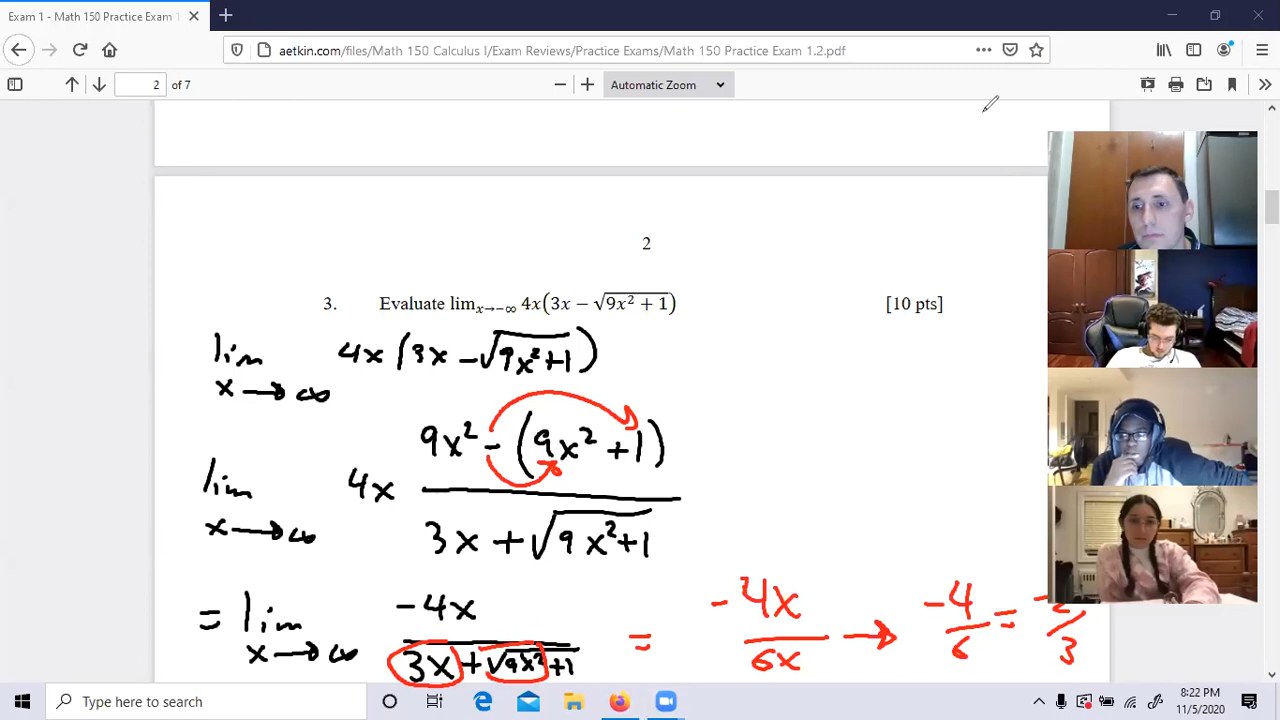 Exam 1 - Math 150 Practice Exam 1
aetkin.com/files/Math 150 Calculus I/Exam Reviews/Practice Exams/Math 150 Practice Exam 1.2.pdf
2 of 7
Automatic Zoom
2
3. Evaluate lim x→−∞ 4x(3x − √(9x² + 1)) [10 pts]
lim x → ∞ 4x (3x − √(9x²+1))
lim x → ∞ 4x (9x² − (9x² + 1)) / (3x + √(9x²+1))
= lim x → ∞ −4x / (3x + √(9x²+1)) = −4x / 6x → −4/6 = −2/3
Type here to search
8:22 PM
11/5/2020